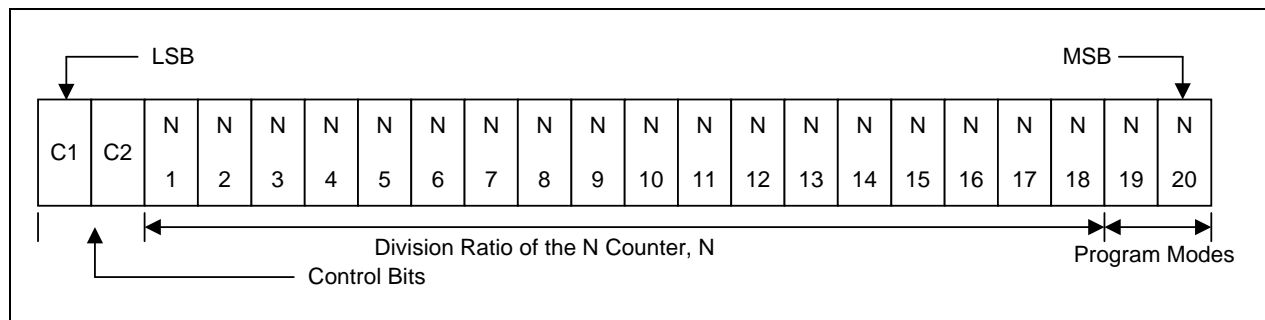 LSB MSB
C1 C2 N N N N N N N N N N N N N N N N N N N N
1 2 3 4 5 6 7 8 9 10 11 12 13 14 15 16 17 18 19 20
Division Ratio of the N Counter, N Program Modes
Control Bits